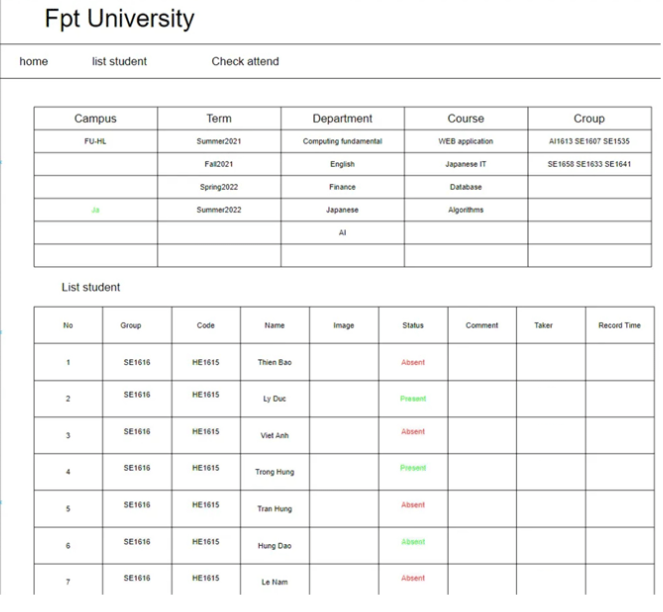 Fpt University
home list student Check attend
Campus Term Department Course Croup
FU-HL Summer2021 Computing fundamental WEB application AI1613 SE1607 SE1535
Fall2021 English Japanese IT SE1658 SE1633 SE1641
Spring2022 Finance Database
Summer2022 Japanese Algorithms
AI
List student
No Group Code Name Image Status Comment Taker Record Time
1 SE1616 HE1615 Thien Bao Absent
2 SE1616 HE1615 Ly Duc Present
3 SE1616 HE1615 Viet Anh Absent
4 SE1616 HE1615 Trong Hung Present
5 SE1616 HE1615 Tran Hung Absent
6 SE1616 HE1615 Hung Dao Absent
7 SE1616 HE1615 Le Nam Absent